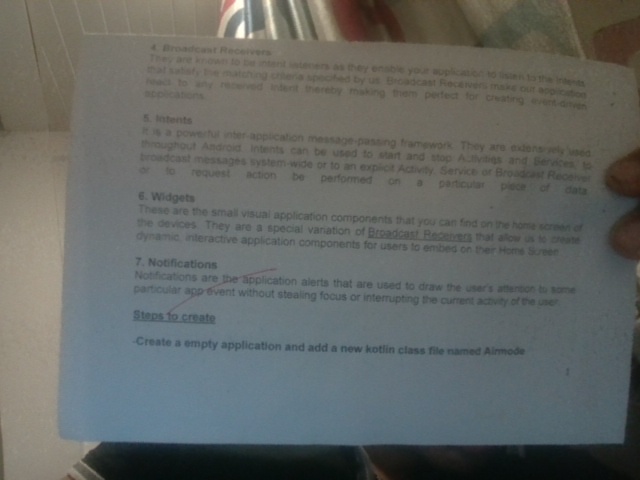 4. Broadcast Receivers
They are known to be intent listeners as they enable your application to listen to the Intents
that satisfy the matching criteria specified by us. Broadcast Receivers make our application
react to any received Intent thereby making them perfect for creating event-driven
applications.
5. Intents
It is a powerful inter-application message-passing framework. They are extensively used
throughout Android. Intents can be used to start and stop Activities and Services, to
broadcast messages system-wide or to an explicit Activity, Service or Broadcast Receiver
or to request action be performed on a particular piece of data.
6. Widgets
These are the small visual application components that you can find on the home screen of
the devices. They are a special variation of Broadcast Receivers that allow us to create
dynamic, interactive application components for users to embed on their Home Screen.
7. Notifications
Notifications are the application alerts that are used to draw the user's attention to some
particular app event without stealing focus or interrupting the current activity of the user.
Steps to create
-Create a empty application and add a new kotlin class file named Airmode